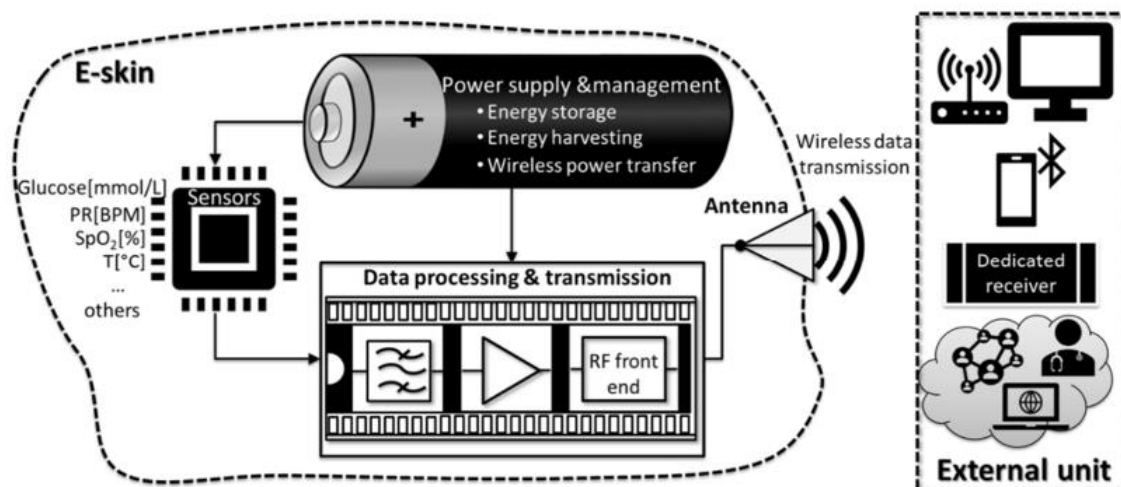 E-skin
Power supply &management
• Energy storage
• Energy harvesting
• Wireless power transfer
+
Glucose[mmol/L]
PR[BPM]
SpO₂[%]
T[°C]
...
others
Sensors
Data processing & transmission
RF front
end
Antenna
Wireless data
transmission
Dedicated
receiver
External unit